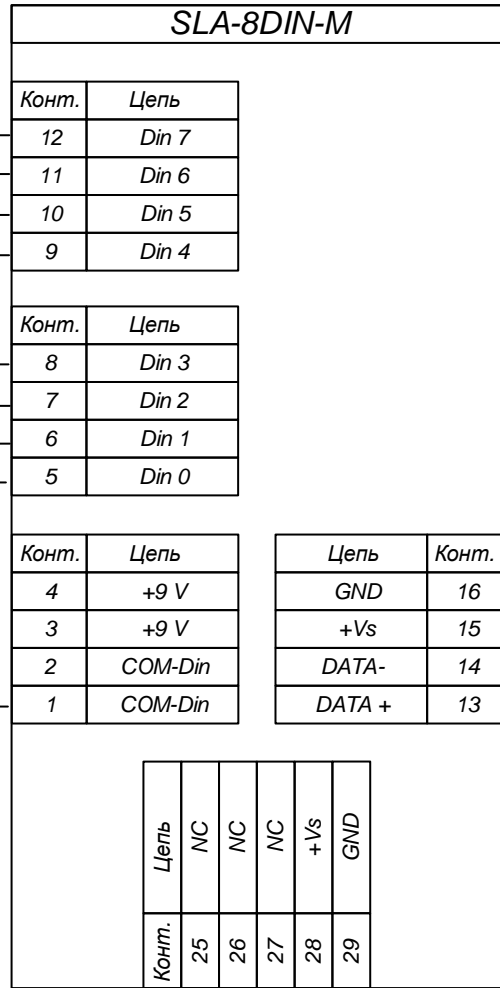 SLA-8DIN-M
Конт. Цепь
12 Din 7
11 Din 6
10 Din 5
9 Din 4
Конт. Цепь
8 Din 3
7 Din 2
6 Din 1
5 Din 0
Конт. Цепь
4 +9 V
3 +9 V
2 COM-Din
1 COM-Din
Цепь Конт.
GND 16
+Vs 15
DATA- 14
DATA + 13
Конт. Цепь
25 NC
26 NC
27 NC
28 +Vs
29 GND